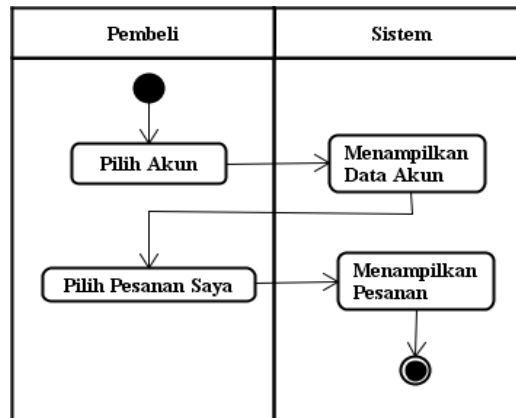 Pembeli
Sistem
Pilih Akun
Menampilkan
Data Akun
Pilih Pesanan Saya
Menampilkan
Pesanan